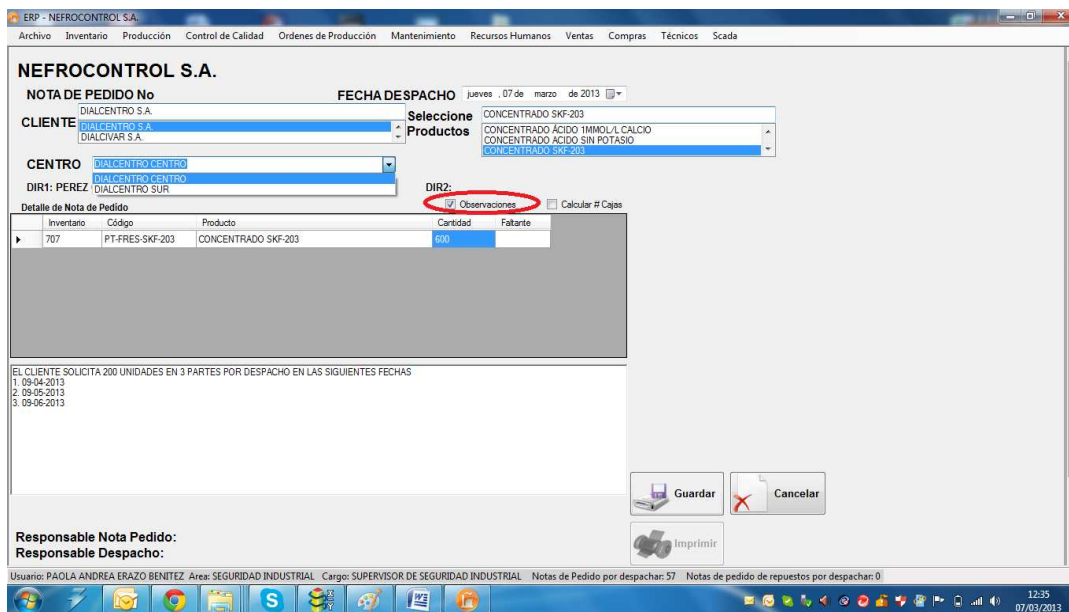 ERP - NEFROCONTROL S.A.
Archivo Inventario Producción Control de Calidad Ordenes de Producción Mantenimiento Recursos Humanos Ventas Compras Técnicos Scada
NEFROCONTROL S.A.
NOTA DE PEDIDO No FECHA DESPACHO jueves , 07 de marzo de 2013
CLIENTE DIALCENTRO S.A.
DIALCENTRO S.A.
DIALCIVAR S.A.
Seleccione Productos CONCENTRADO SKF-203
CONCENTRADO ÁCIDO 1MMOL/L CALCIO
CONCENTRADO ACIDO SIN POTASIO
CONCENTRADO SKF-203
CENTRO DIALCENTRO CENTRO
DIALCENTRO CENTRO
DIALCENTRO SUR
DIR1: PEREZ DIR2:
Detalle de Nota de Pedido Observaciones Calcular # Cajas
Inventario Código Producto Cantidad Faltante
707 PT-FRES-SKF-203 CONCENTRADO SKF-203 600
EL CLIENTE SOLICITA 200 UNIDADES EN 3 PARTES POR DESPACHO EN LAS SIGUIENTES FECHAS
1. 09-04-2013
2. 09-05-2013
3. 09-06-2013
Guardar Cancelar
Imprimir
Responsable Nota Pedido:
Responsable Despacho:
Usuario: PAOLA ANDREA ERAZO BENITEZ Area: SEGURIDAD INDUSTRIAL Cargo: SUPERVISOR DE SEGURIDAD INDUSTRIAL Notas de Pedido por despachar: 57 Notas de pedido de repuestos por despachar: 0
12:35
07/03/2013